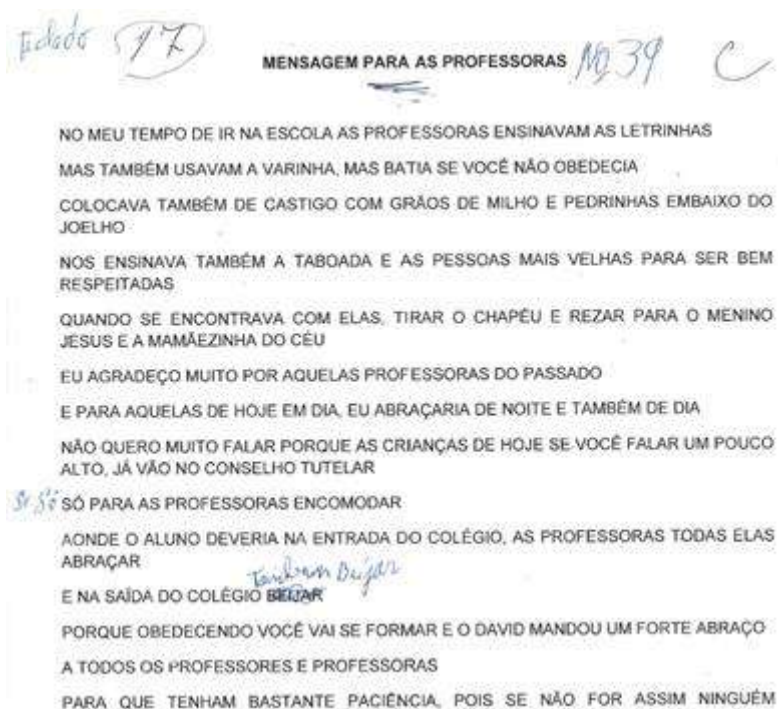 17
MENSAGEM PARA AS PROFESSORAS Nº 39 C
NO MEU TEMPO DE IR NA ESCOLA AS PROFESSORAS ENSINAVAM AS LETRINHAS
MAS TAMBÉM USAVAM A VARINHA, MAS BATIA SE VOCÊ NÃO OBEDECIA
COLOCAVA TAMBÉM DE CASTIGO COM GRÃOS DE MILHO E PEDRINHAS EMBAIXO DO
JOELHO
NOS ENSINAVA TAMBÉM A TABOADA E AS PESSOAS MAIS VELHAS PARA SER BEM
RESPEITADAS
QUANDO SE ENCONTRAVA COM ELAS, TIRAR O CHAPÉU E REZAR PARA O MENINO
JESUS E A MAMÃEZINHA DO CÉU
EU AGRADEÇO MUITO POR AQUELAS PROFESSORAS DO PASSADO
E PARA AQUELAS DE HOJE EM DIA, EU ABRAÇARIA DE NOITE E TAMBÉM DE DIA
NÃO QUERO MUITO FALAR PORQUE AS CRIANÇAS DE HOJE SE VOCÊ FALAR UM POUCO
ALTO, JÁ VÃO NO CONSELHO TUTELAR
SÓ PARA AS PROFESSORAS ENCOMODAR
AONDE O ALUNO DEVERIA NA ENTRADA DO COLÉGIO, AS PROFESSORAS TODAS ELAS
ABRAÇAR
Tambem Beijar
E NA SAÍDA DO COLÉGIO BEIJAR
PORQUE OBEDECENDO VOCÊ VAI SE FORMAR E O DAVID MANDOU UM FORTE ABRAÇO
A TODOS OS PROFESSORES E PROFESSORAS
PARA QUE TENHAM BASTANTE PACIÊNCIA, POIS SE NÃO FOR ASSIM NINGUÉM